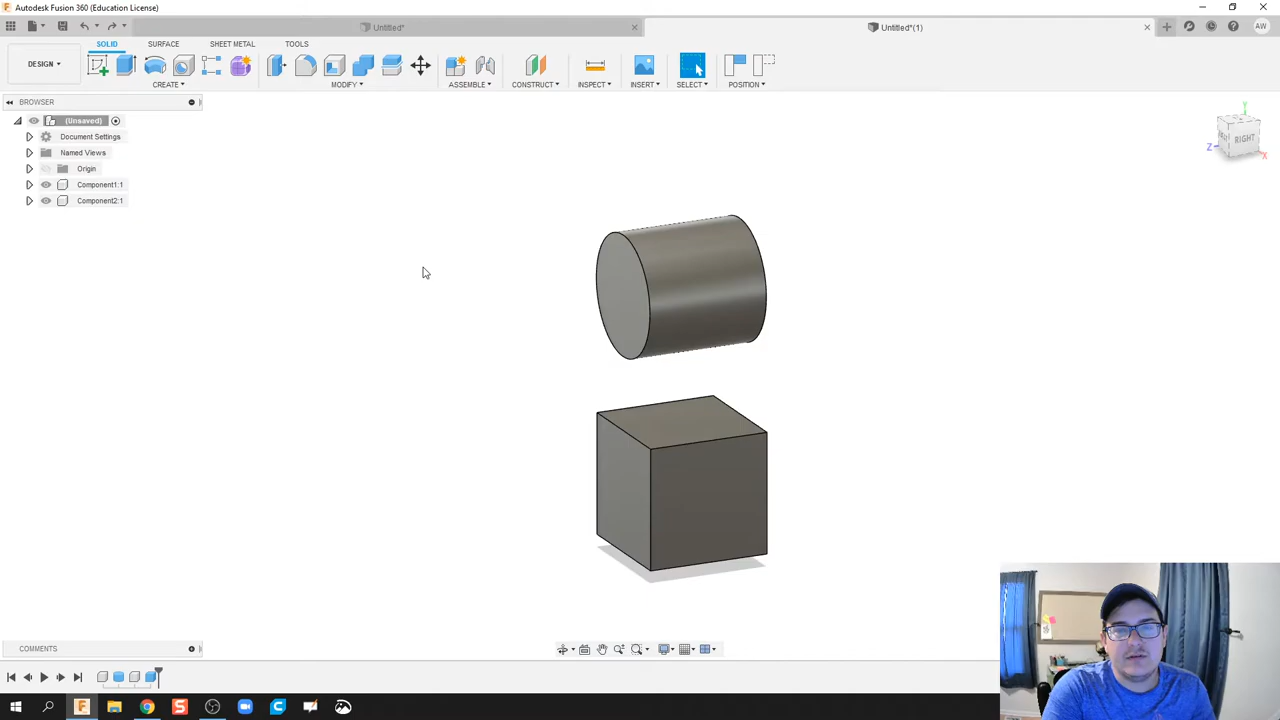 Autodesk Fusion 360 (Education License)
Untitled*
Untitled*(1)
AW
SOLID
SURFACE
SHEET METAL
TOOLS
DESIGN
CREATE
MODIFY
ASSEMBLE
CONSTRUCT
INSPECT
INSERT
SELECT
POSITION
BROWSER
(Unsaved)
Document Settings
Named Views
Origin
Component1:1
Component2:1
Y
RIGHT
Z
X
COMMENTS